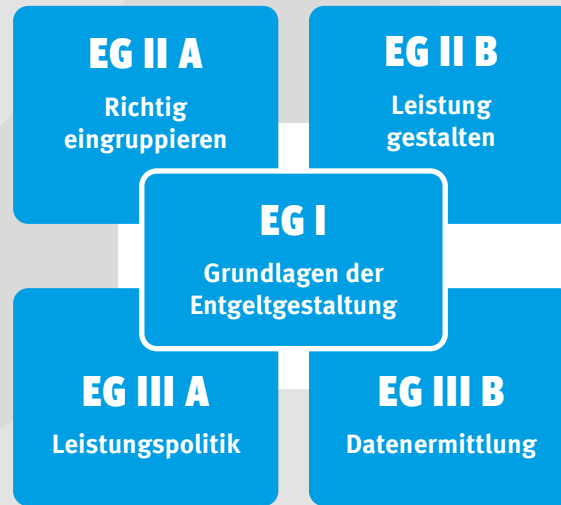 EG II A
Richtig
eingruppieren
EG II B
Leistung
gestalten
EG I
Grundlagen der
Entgeltgestaltung
EG III A
Leistungspolitik
EG III B
Datenermittlung